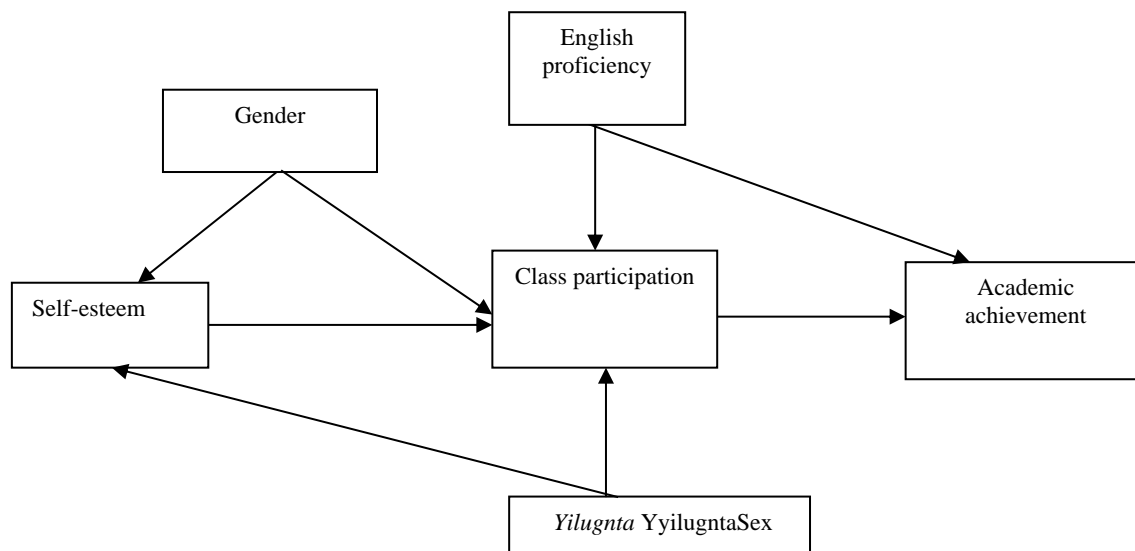 English
proficiency
Gender
Class participation
Self-esteem
Academic
achievement
Yilugnta YyilugntaSex